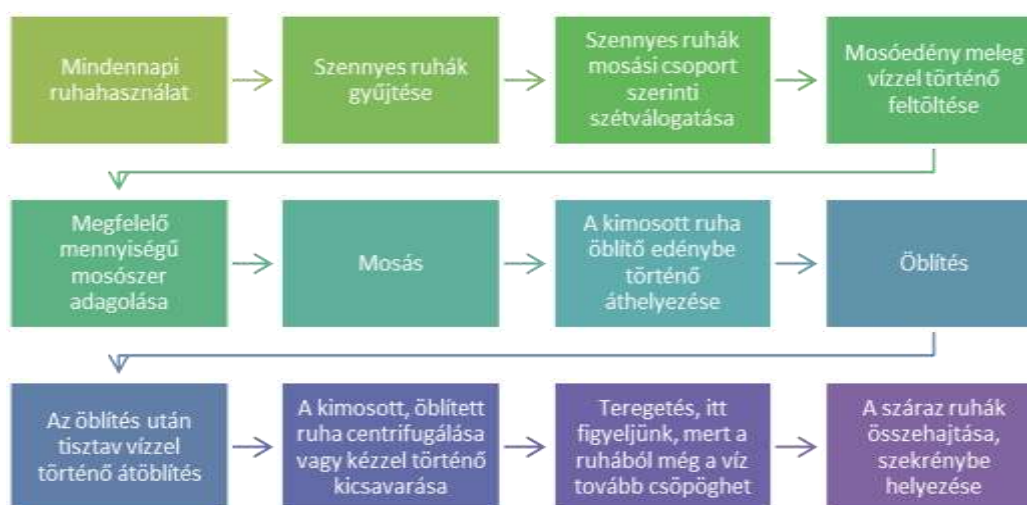 Mindennapi
ruhahasználat
Szennyes ruhák
gyűjtése
Szennyes ruhák
mosási csoport
szerinti
szétválogatása
Mosóedény meleg
vízzel történő
feltöltése
Megfelelő
mennyiségű
mosószer
adagolása
Mosás
A kimosott ruha
öblítő edénybe
történő
áthelyezése
Öblítés
Az öblítés után
tisztav vízzel
történő átöblítés
A kimosott, öblített
ruha centrifugálása
vagy kézzel történő
kicsavarása
Teregetés, itt
figyeljünk, mert a
ruhából még a víz
tovább csöpöghet
A száraz ruhák
összehajtása,
szekrénybe
helyezése